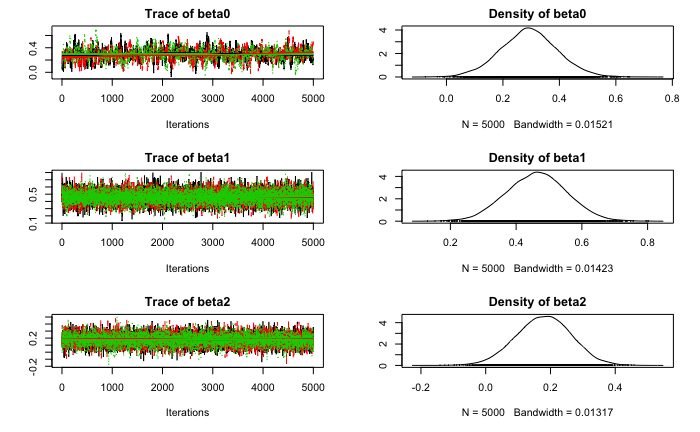 Trace of beta0
0.0 0.4
0 1000 2000 3000 4000 5000
Iterations
Density of beta0
0 2 4
0.0 0.2 0.4 0.6 0.8
N = 5000 Bandwidth = 0.01521
Trace of beta1
0.1 0.5
0 1000 2000 3000 4000 5000
Iterations
Density of beta1
0 2 4
0.2 0.4 0.6 0.8
N = 5000 Bandwidth = 0.01423
Trace of beta2
-0.2 0.2
0 1000 2000 3000 4000 5000
Iterations
Density of beta2
0 2 4
-0.2 0.0 0.2 0.4
N = 5000 Bandwidth = 0.01317